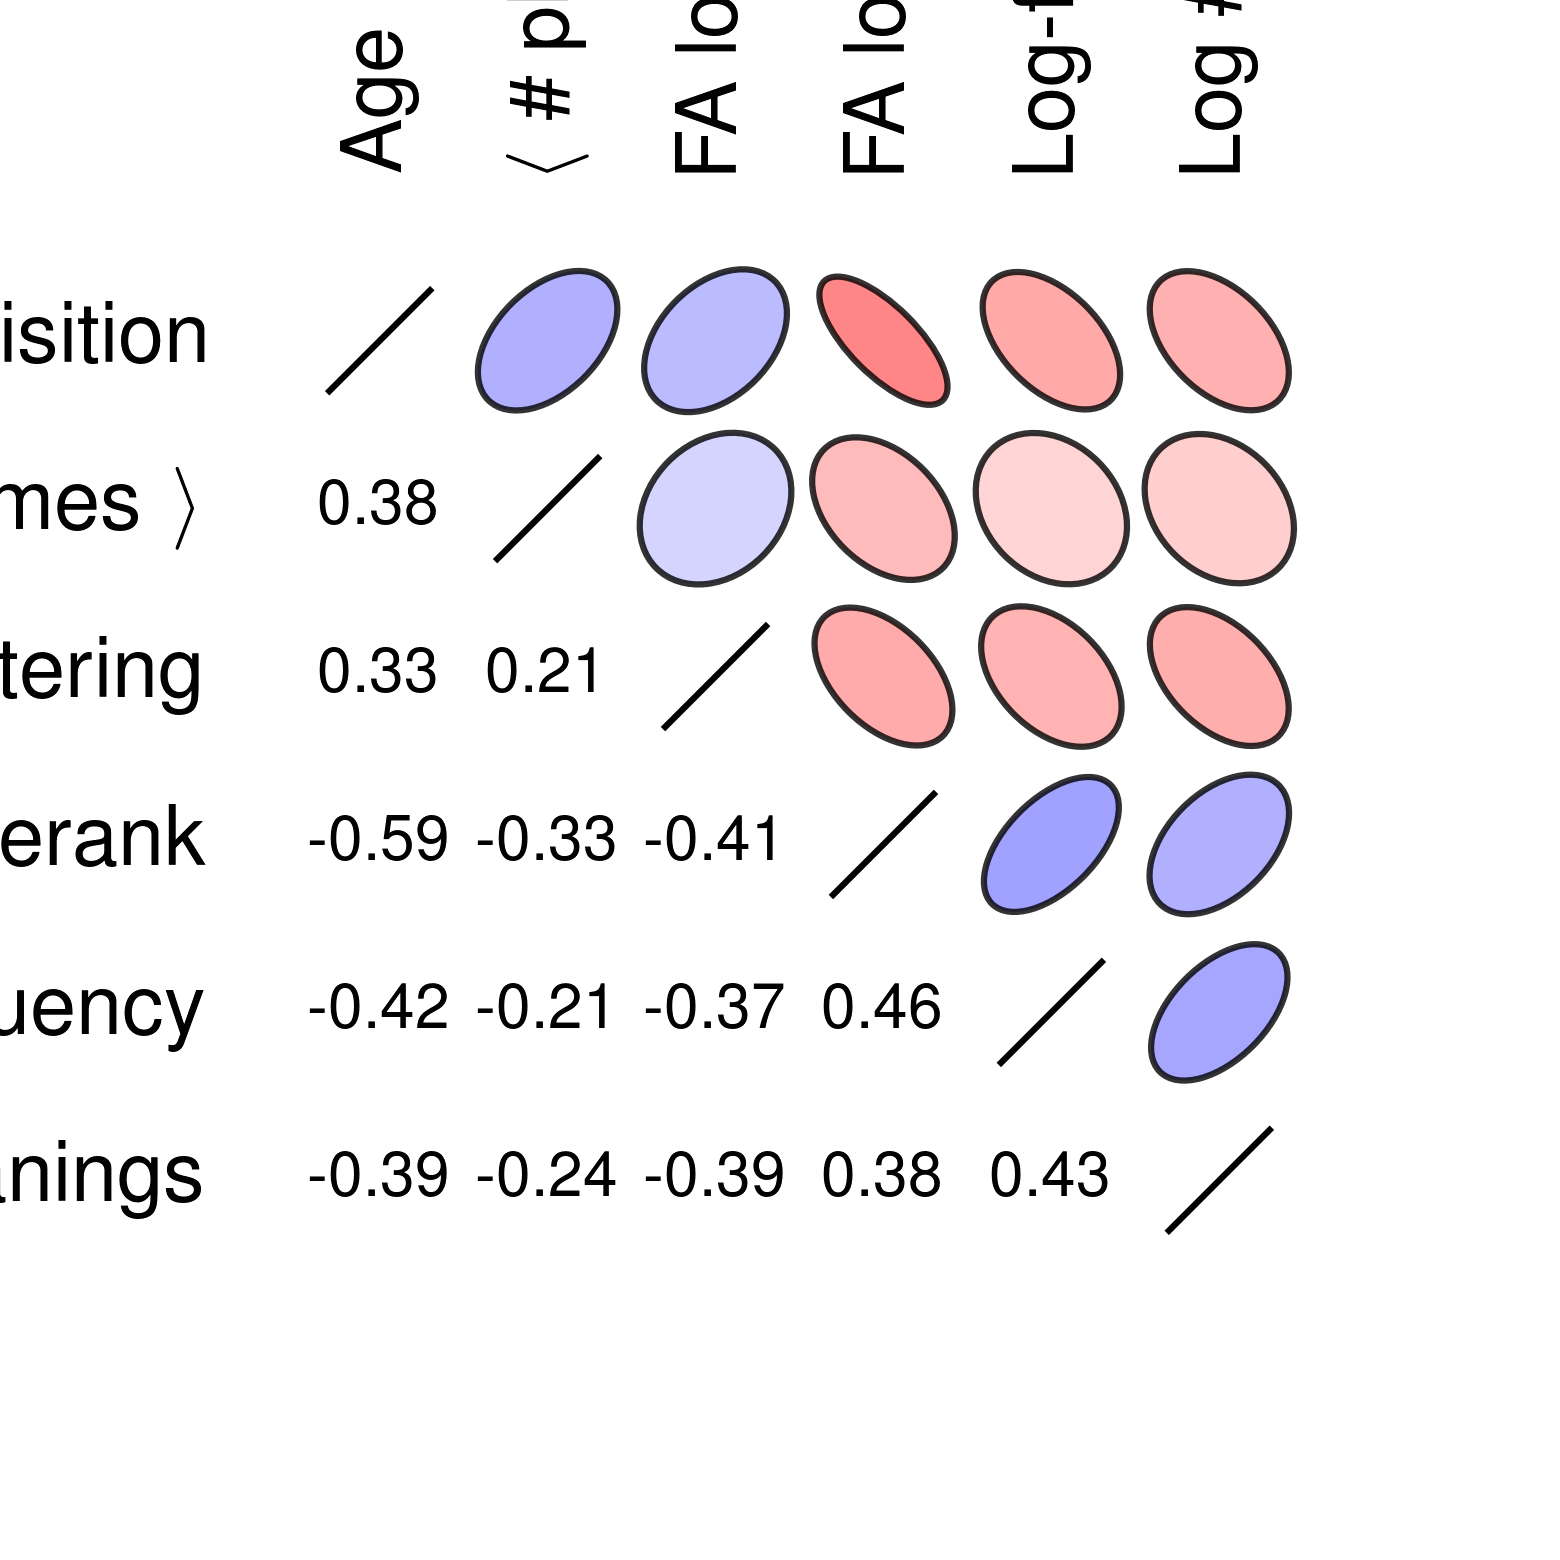 Age
⟨ # p
FA lo
FA lo
Log-f
Log #
isition
mes ⟩ 0.38
tering 0.33 0.21
erank -0.59 -0.33 -0.41
uency -0.42 -0.21 -0.37 0.46
nings -0.39 -0.24 -0.39 0.38 0.43